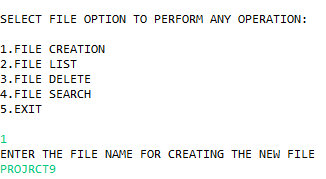 SELECT FILE OPTION TO PERFORM ANY OPERATION:
1.FILE CREATION
2.FILE LIST
3.FILE DELETE
4.FILE SEARCH
5.EXIT
1
ENTER THE FILE NAME FOR CREATING THE NEW FILE
PROJRCT9